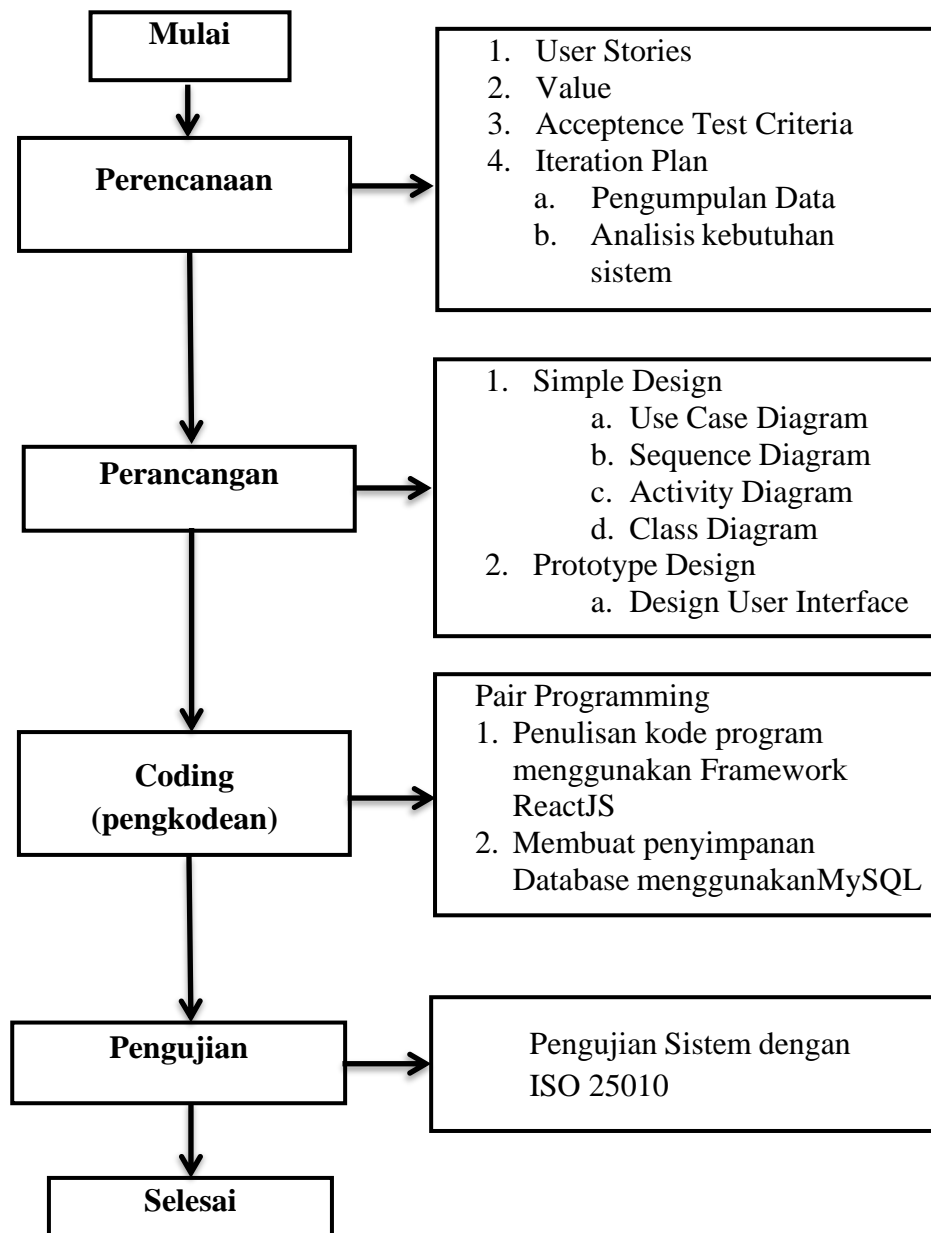 Mulai
1. User Stories
2. Value
3. Acceptence Test Criteria
4. Iteration Plan
a. Pengumpulan Data
b. Analisis kebutuhan
sistem
Perencanaan
1. Simple Design
a. Use Case Diagram
b. Sequence Diagram
c. Activity Diagram
d. Class Diagram
2. Prototype Design
a. Design User Interface
Perancangan
Pair Programming
1. Penulisan kode program
menggunakan Framework
ReactJS
2. Membuat penyimpanan
Database menggunakanMySQL
Coding
(pengkodean)
Pengujian
Pengujian Sistem dengan
ISO 25010
Selesai